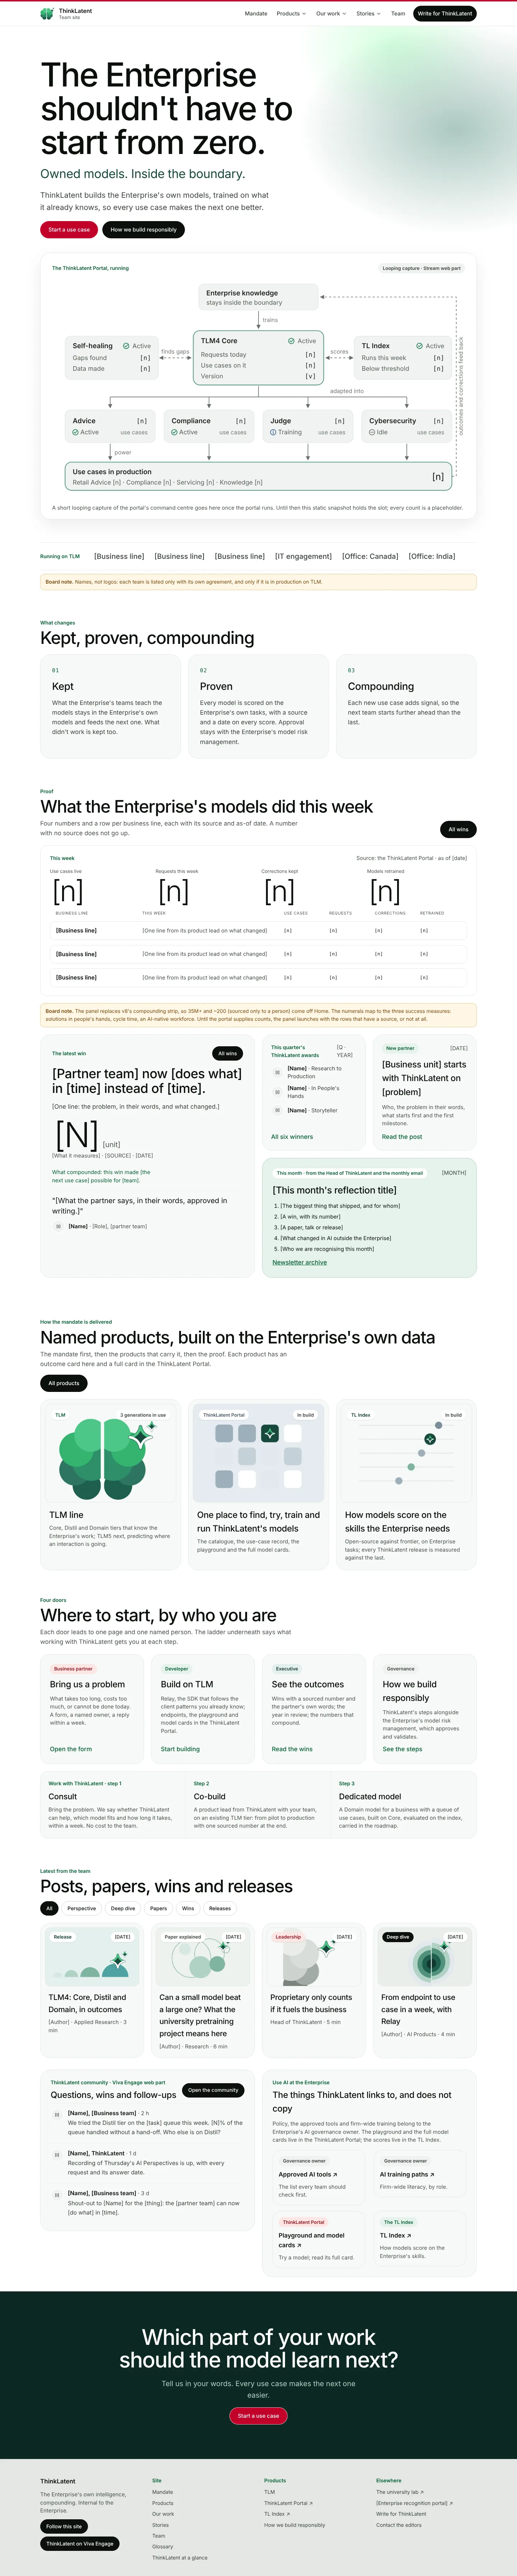 ThinkLatent
Team site
Mandate
Products
Our work
Stories
Team
Write for ThinkLatent
The Enterprise
shouldn't have to
start from zero.
Owned models. Inside the boundary.
ThinkLatent builds the Enterprise's own models, trained on what
it already knows, so every use case makes the next one better.
Start a use case
How we build responsibly
The ThinkLatent Portal, running
Looping capture · Stream web part
Enterprise knowledge
stays inside the boundary
trains
Self-healing
Active
Gaps found [n]
Data made [n]
finds gaps
TLM4 Core
Active
Requests today [n]
Use cases on it [n]
Version [v]
scores
TL Index
Active
Runs this week [n]
Below threshold [n]
outcomes and corrections feed back
adapted into
Advice [n]
Active use cases
Compliance [n]
Active use cases
Judge [n]
Training use cases
Cybersecurity [n]
Idle use cases
power
Use cases in production
Retail Advice [n] · Compliance [n] · Servicing [n] · Knowledge [n]
[n]
A short looping capture of the portal's command centre goes here once the portal runs. Until then this static snapshot holds the slot; every count is a placeholder.
Running on TLM
[Business line]
[Business line]
[Business line]
[IT engagement]
[Office: Canada]
[Office: India]
Board note. Names, not logos: each team is listed only with its own agreement, and only if it is in production on TLM.
What changes
Kept, proven, compounding
01
Kept
What the Enterprise's teams teach the
models stays in the Enterprise's own
models and feeds the next one. What
didn't work is kept too.
02
Proven
Every model is scored on the
Enterprise's own tasks, with a source
and a date on every score. Approval
stays with the Enterprise's model risk
management.
03
Compounding
Each new use case adds signal, so the
next team starts further ahead than the
last.
Proof
What the Enterprise's models did this week
Four numbers and a row per business line, each with its source and as-of date. A number
with no source does not go up.
All wins
This week
Source: the ThinkLatent Portal · as of [date]
Use cases live
Requests this week
Corrections kept
Models retrained
[n]
[n]
[n]
[n]
BUSINESS LINE
THIS WEEK
USE CASES
REQUESTS
CORRECTIONS
RETRAINED
[Business line] [One line from its product lead on what changed] [n] [n] [n] [n]
[Business line] [One line from its product lead on what changed] [n] [n] [n] [n]
[Business line] [One line from its product lead on what changed] [n] [n] [n] [n]
Board note. The panel replaces v8's compounding strip, so 35M+ and ~200 (sourced only to a person) come off Home. The numerals map to the three success measures:
solutions in people's hands, cycle time, an AI-native workforce. Until the portal supplies counts, the panel launches with the rows that have a source, or not at all.
The latest win
All wins
[Partner team] now [does what]
in [time] instead of [time].
[One line: the problem, in their words, and what changed.]
[N] [unit]
[What it measures] · [SOURCE] · [DATE]
What compounded: this win made [the
next use case] possible for [team].
"[What the partner says, in their words, approved in
writing.]"
[Name] · [Role], [partner team]
This quarter's
ThinkLatent awards
[Q ·
YEAR]
[Name] · Research to
Production
[Name] · In People's
Hands
[Name] · Storyteller
All six winners
New partner
[DATE]
[Business unit] starts
with ThinkLatent on
[problem]
Who, the problem in their words,
what starts first and the first
milestone.
Read the post
This month · from the Head of ThinkLatent and the monthly email
[MONTH]
[This month's reflection title]
1. [The biggest thing that shipped, and for whom]
2. [A win, with its number]
3. [A paper, talk or release]
4. [What changed in AI outside the Enterprise]
5. [Who we are recognising this month]
Newsletter archive
How the mandate is delivered
Named products, built on the Enterprise's own data
The mandate first, then the products that carry it, then the proof. Each product has an
outcome card here and a full card in the ThinkLatent Portal.
All products
TLM
3 generations in use
TLM line
Core, Distil and Domain tiers that know the
Enterprise's work; TLM5 next, predicting where
an interaction is going.
ThinkLatent Portal
In build
One place to find, try, train and
run ThinkLatent's models
The catalogue, the use-case record, the
playground and the full model cards.
TL Index
In build
How models score on the
skills the Enterprise needs
Open-source against frontier, on Enterprise
tasks; every ThinkLatent release is measured
against the last.
Four doors
Where to start, by who you are
Each door leads to one page and one named person. The ladder underneath says what
working with ThinkLatent gets you at each step.
Business partner
Bring us a problem
What takes too long, costs too
much, or cannot be done today.
A form, a named owner, a reply
within a week.
Open the form
Developer
Build on TLM
Relay, the SDK that follows the
client patterns you already know;
endpoints, the playground and
model cards in the ThinkLatent
Portal.
Start building
Executive
See the outcomes
Wins with a sourced number and
the partner's own words; the
year in review; the numbers that
compound.
Read the wins
Governance
How we build
responsibly
ThinkLatent's steps alongside
the Enterprise's model risk
management, which approves
and validates.
See the steps
Work with ThinkLatent · step 1
Consult
Bring the problem. We say whether ThinkLatent
can help, which model fits and how long it takes,
within a week. No cost to the team.
Step 2
Co-build
A product lead from ThinkLatent with your team,
on an existing TLM tier: from pilot to production
with one sourced number at the end.
Step 3
Dedicated model
A Domain model for a business with a queue of
use cases, built on Core, evaluated on the index,
carried in the roadmap.
Latest from the team
Posts, papers, wins and releases
All
Perspective
Deep dive
Papers
Wins
Releases
Release
[DATE]
TLM4: Core, Distil and
Domain, in outcomes
[Author] · Applied Research · 3
min
Paper explained
[DATE]
Can a small model beat
a large one? What the
university pretraining
project means here
[Author] · Research · 6 min
Leadership
[DATE]
Proprietary only counts
if it fuels the business
Head of ThinkLatent · 5 min
Deep dive
[DATE]
From endpoint to use
case in a week, with
Relay
[Author] · AI Products · 4 min
ThinkLatent community · Viva Engage web part
Questions, wins and follow-ups
Open the community
[Name], [Business team] · 2 h
We tried the Distil tier on the [task] queue this week. [N]% of the
queue handled without a hand-off. Who else is on Distil?
[Name], ThinkLatent · 1 d
Recording of Thursday's AI Perspectives is up, with every
request and its answer date.
[Name], [Business team] · 3 d
Shout-out to [Name] for the [thing]: the [partner team] can now
[do what] in [time].
Use AI at the Enterprise
The things ThinkLatent links to, and does not
copy
Policy, the approved tools and firm-wide training belong to the
Enterprise's AI governance owner. The playground and the full model
cards live in the ThinkLatent Portal; the scores live in the TL Index.
Governance owner
Approved AI tools ↗
The list every team should
check first.
Governance owner
AI training paths ↗
Firm-wide literacy, by role.
ThinkLatent Portal
Playground and model
cards ↗
Try a model; read its full card.
The TL Index
TL Index ↗
How models score on the
Enterprise's skills.
Which part of your work
should the model learn next?
Tell us in your words. Every use case makes the next one
easier.
Start a use case
ThinkLatent
The Enterprise's own intelligence,
compounding. Internal to the
Enterprise.
Follow this site
ThinkLatent on Viva Engage
Site
Mandate
Products
Our work
Stories
Team
Glossary
ThinkLatent at a glance
Products
TLM
ThinkLatent Portal ↗
TL Index ↗
How we build responsibly
Elsewhere
The university lab ↗
[Enterprise recognition portal] ↗
Write for ThinkLatent
Contact the editors